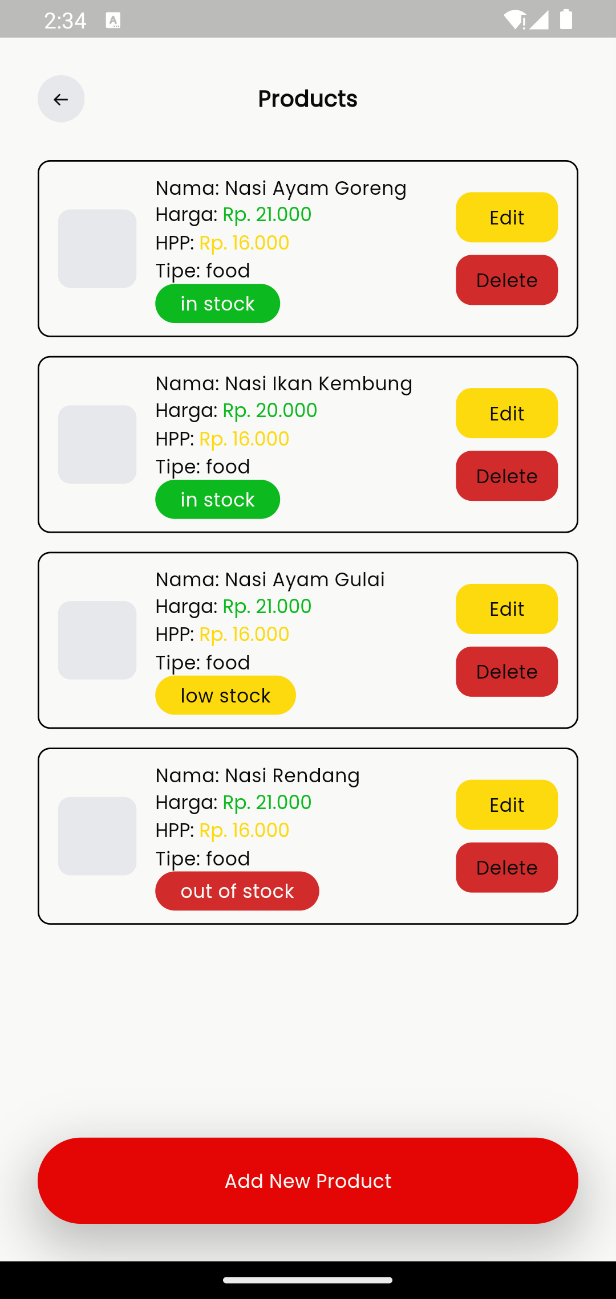 2:34
A
Products
Nama: Nasi Ayam Goreng
Harga: Rp. 21.000
HPP: Rp. 16.000
Tipe: food
in stock
Edit
Delete
Nama: Nasi Ikan Kembung
Harga: Rp. 20.000
HPP: Rp. 16.000
Tipe: food
in stock
Edit
Delete
Nama: Nasi Ayam Gulai
Harga: Rp. 21.000
HPP: Rp. 16.000
Tipe: food
low stock
Edit
Delete
Nama: Nasi Rendang
Harga: Rp. 21.000
HPP: Rp. 16.000
Tipe: food
out of stock
Edit
Delete
Add New Product